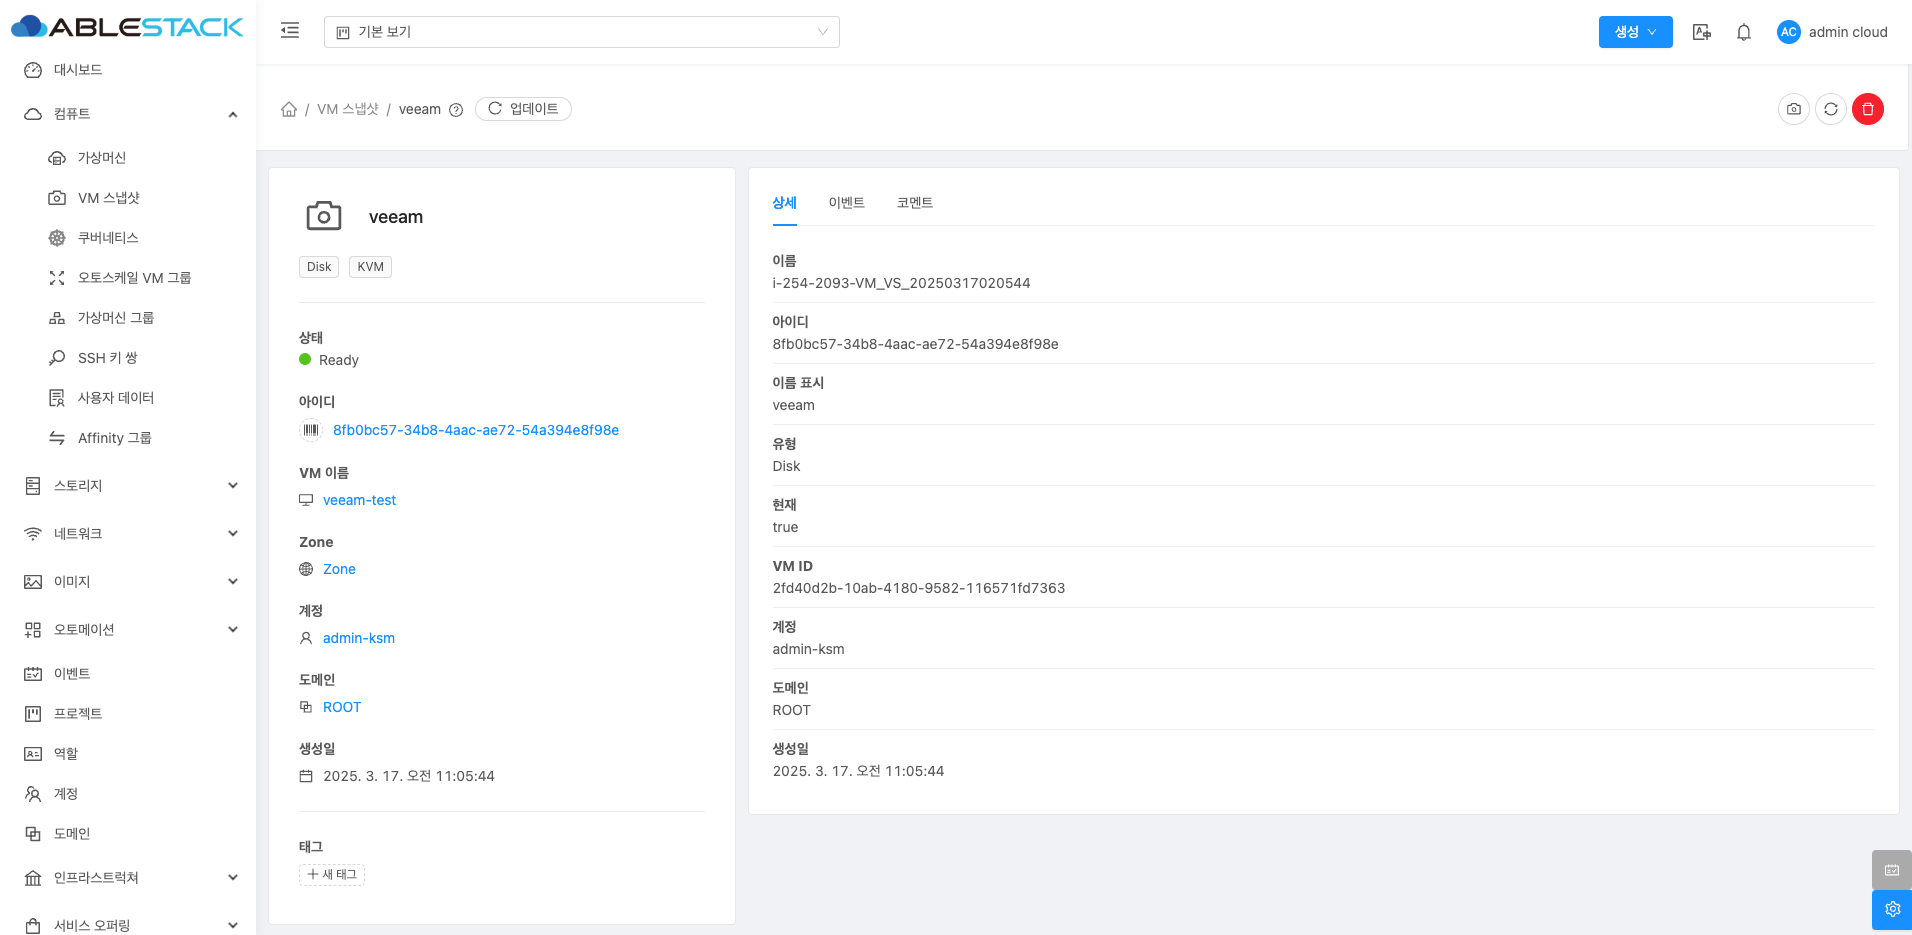 ABLESTACK
기본 보기
생성
AC
admin cloud
대시보드
컴퓨트
가상머신
VM 스냅샷
쿠버네티스
오토스케일 VM 그룹
가상머신 그룹
SSH 키 쌍
사용자 데이터
Affinity 그룹
스토리지
네트워크
이미지
오토메이션
이벤트
프로젝트
역할
계정
도메인
인프라스트럭쳐
서비스 오퍼링
/ VM 스냅샷 / veeam
업데이트
veeam
Disk
KVM
상태
Ready
아이디
8fb0bc57-34b8-4aac-ae72-54a394e8f98e
VM 이름
veeam-test
Zone
Zone
계정
admin-ksm
도메인
ROOT
생성일
2025. 3. 17. 오전 11:05:44
태그
새 태그
상세
이벤트
코멘트
이름
i-254-2093-VM_VS_20250317020544
아이디
8fb0bc57-34b8-4aac-ae72-54a394e8f98e
이름 표시
veeam
유형
Disk
현재
true
VM ID
2fd40d2b-10ab-4180-9582-116571fd7363
계정
admin-ksm
도메인
ROOT
생성일
2025. 3. 17. 오전 11:05:44